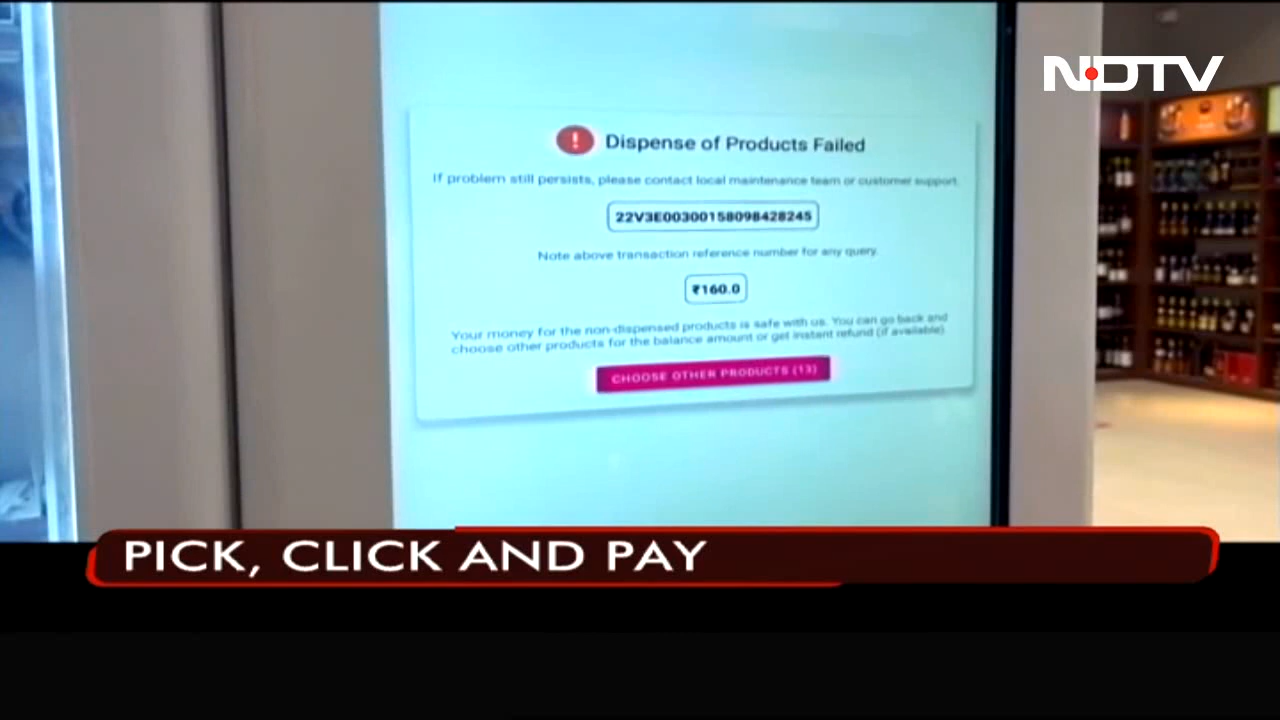 NDTV
Dispense of Products Failed
If problem still persists, please contact local maintenance team or customer support.
22V3E00300158098428245
Note above transaction reference number for any query.
₹160.0
Your money for the non-dispensed products is safe with us. You can go back and
choose other products for the balance amount or get instant refund (if available)
CHOOSE OTHER PRODUCTS (13)
PICK, CLICK AND PAY